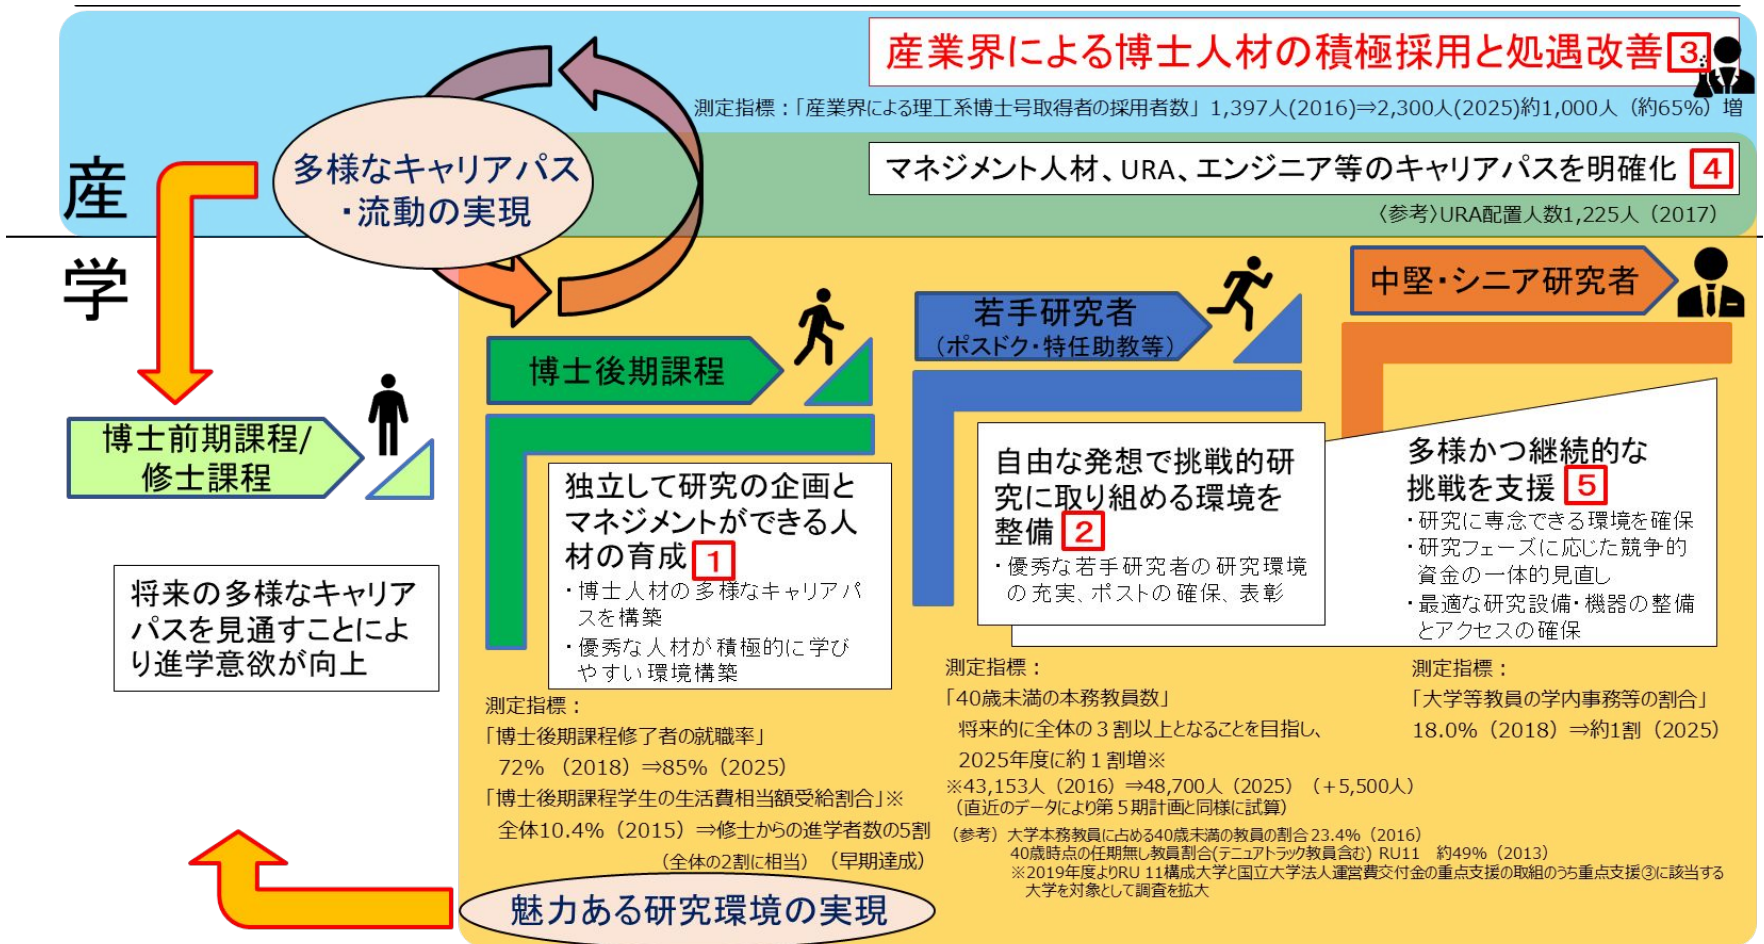 産業界による博士人材の積極採用と処遇改善 3
測定指標：「産業界による理工系博士号取得者の採用者数」 1,397人(2016)⇒2,300人(2025)約1,000人（約65%）増
産
多様なキャリアパス
・流動の実現
マネジメント人材、URA、エンジニア等のキャリアパスを明確化 4
〈参考〉URA配置人数1,225人（2017）
学
博士前期課程/
修士課程
将来の多様なキャリア
パスを見通すことによ
り進学意欲が向上
博士後期課程
独立して研究の企画と
マネジメントができる人
材の育成 1
・博士人材の多様なキャリアパ
スを構築
・優秀な人材が積極的に学び
やすい環境構築
測定指標：
「博士後期課程修了者の就職率」
72% （2018）⇒85%（2025）
「博士後期課程学生の生活費相当額受給割合」※
全体10.4%（2015）⇒修士からの進学者数の5割
（全体の2割に相当）（早期達成）
若手研究者
（ポスドク・特任助教等）
自由な発想で挑戦的研
究に取り組める環境を
整備 2
・優秀な若手研究者の研究環境
の充実、ポストの確保、表彰
測定指標：
「40歳未満の本務教員数」
将来的に全体の３割以上となることを目指し、
2025年度に約１割増※
※43,153人（2016）⇒48,700人（2025）（+5,500人）
（直近のデータにより第５期計画と同様に試算）
（参考）大学本務教員に占める40歳未満の教員の割合 23.4%（2016）
40歳時点の任期無し教員割合(テニュアトラック教員含む) RU11 約49%（2013）
※2019年度よりRU 11構成大学と国立大学法人運営費交付金の重点支援の取組のうち重点支援③に該当する
大学を対象として調査を拡大
中堅・シニア研究者
多様かつ継続的な
挑戦を支援 5
・研究に専念できる環境を確保
・研究フェーズに応じた競争的
資金の一体的見直し
・最適な研究設備・機器の整備
とアクセスの確保
測定指標：
「大学等教員の学内事務等の割合」
18.0%（2018）⇒約1割（2025）
魅力ある研究環境の実現